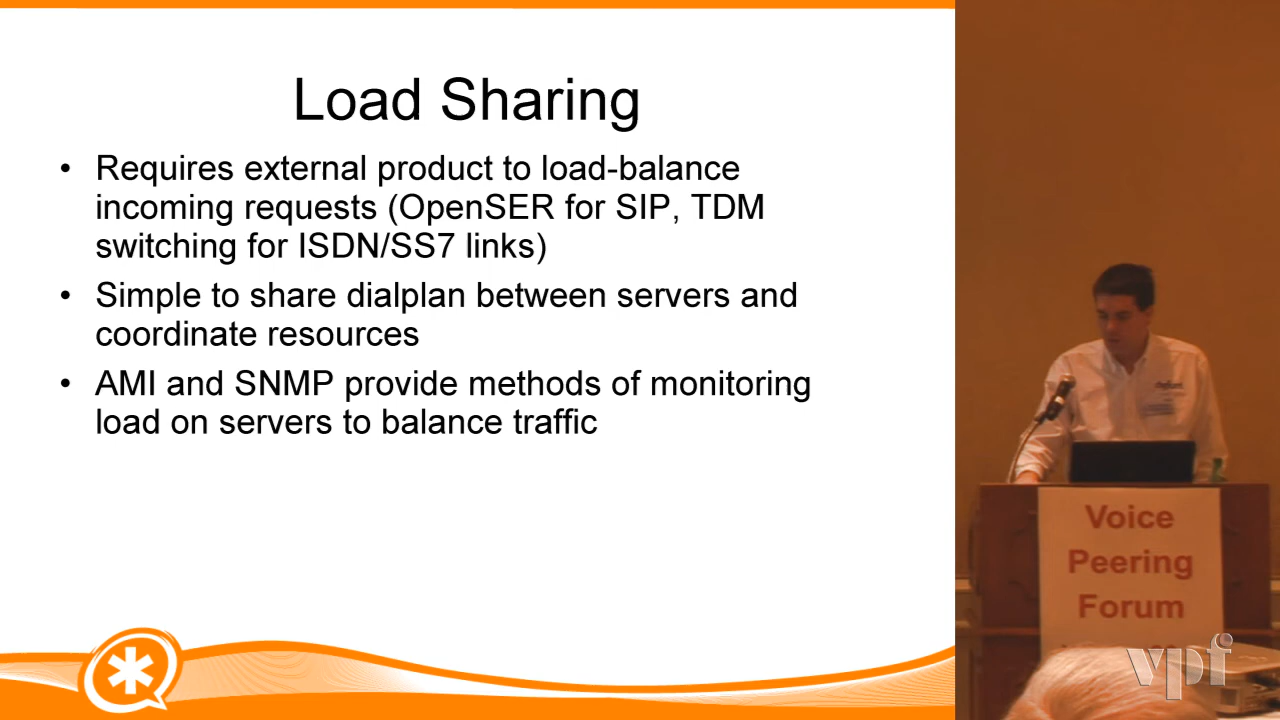 Load Sharing
• Requires external product to load-balance
incoming requests (OpenSER for SIP, TDM
switching for ISDN/SS7 links)
• Simple to share dialplan between servers and
coordinate resources
• AMI and SNMP provide methods of monitoring
load on servers to balance traffic
Voice
Peering
Forum
vpf